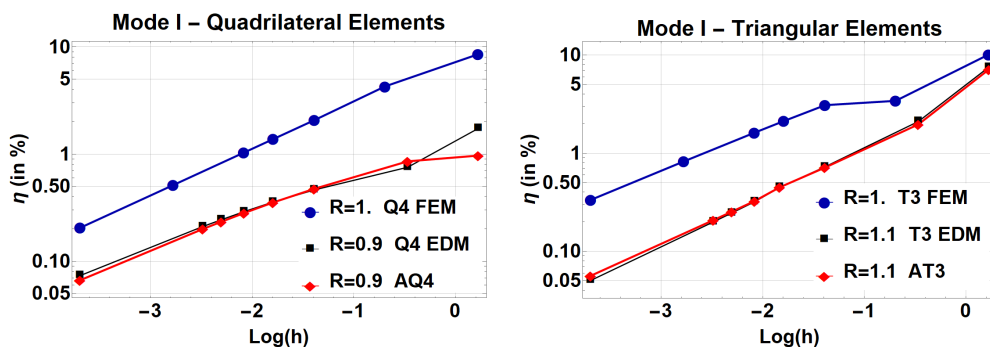 Mode I – Quadrilateral Elements
10
5
1
0.50
0.10
0.05
η (in %)
R=1. Q4 FEM
R=0.9 Q4 EDM
R=0.9 AQ4
−3
−2
−1
0
Log(h)
Mode I – Triangular Elements
10
5
1
0.50
0.10
0.05
η (in %)
R=1. T3 FEM
R=1.1 T3 EDM
R=1.1 AT3
−3
−2
−1
0
Log(h)